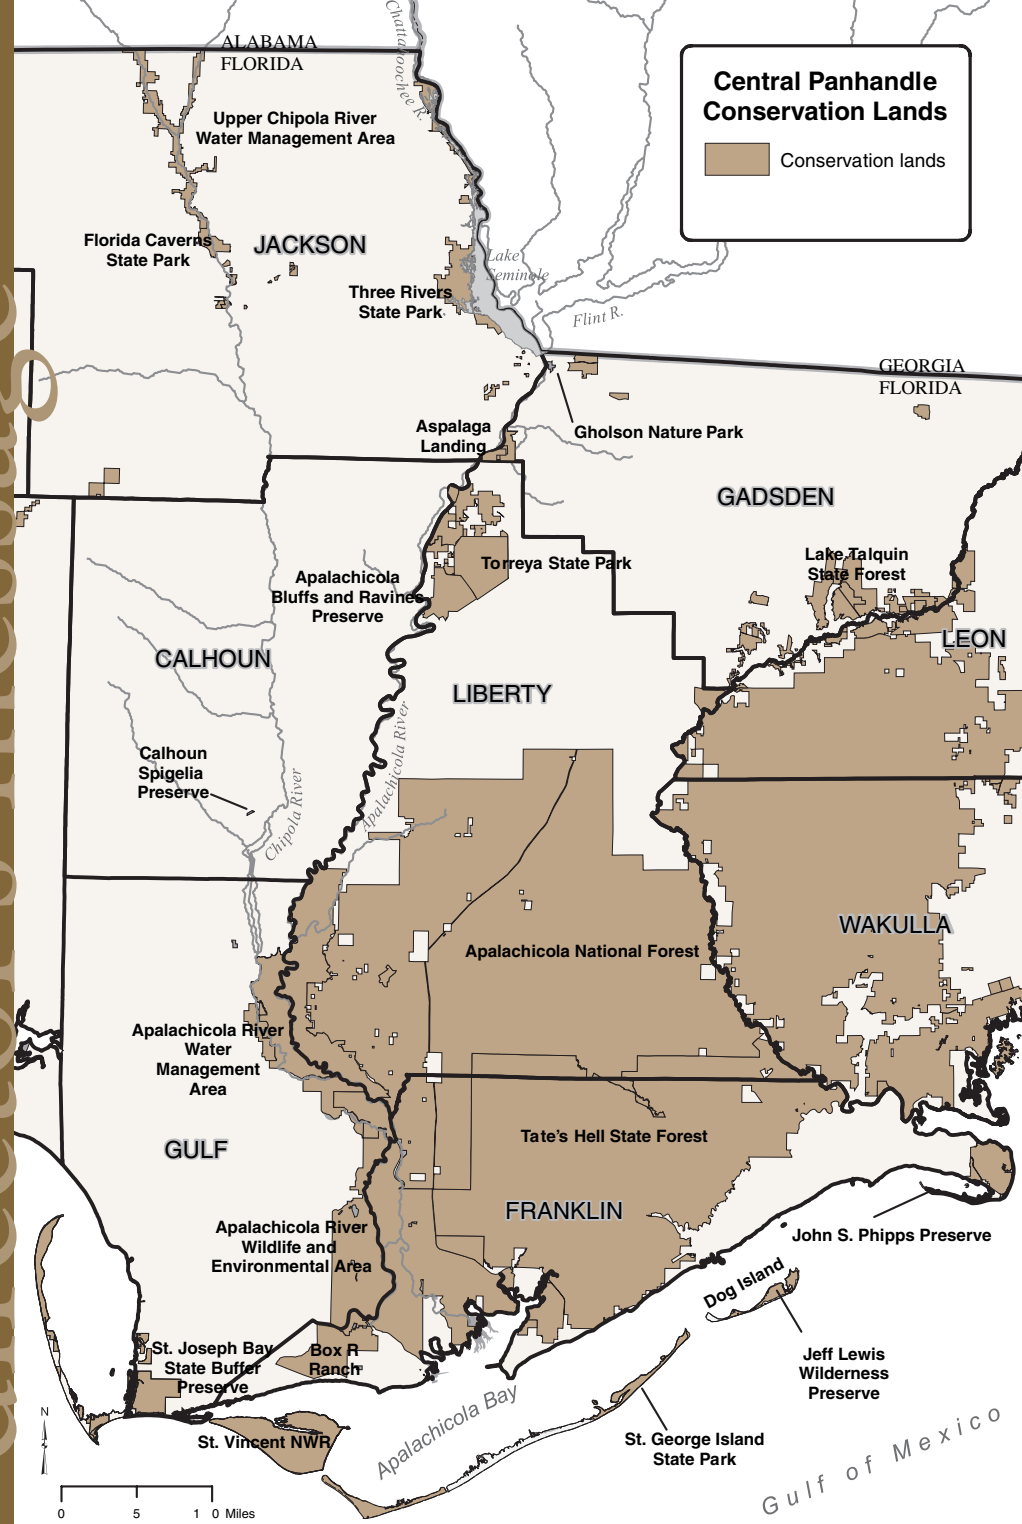 Chattahoochee R.
ALABAMA
FLORIDA
Central Panhandle
Conservation Lands
Conservation lands
Upper Chipola River
Water Management Area
Florida Caverns
State Park
JACKSON
Lake
Seminole
Three Rivers
State Park
Flint R.
GEORGIA
FLORIDA
Aspalaga
Landing
Gholson Nature Park
GADSDEN
Lake Talquin
State Forest
Torreya State Park
Apalachicola
Bluffs and Ravines
Preserve
LEON
CALHOUN
LIBERTY
Apalachicola River
Calhoun
Spigelia
Preserve
Chipola River
WAKULLA
Apalachicola National Forest
Apalachicola River
Water
Management
Area
Tate's Hell State Forest
GULF
FRANKLIN
John S. Phipps Preserve
Apalachicola River
Wildlife and
Environmental Area
Dog Island
St. Joseph Bay
State Buffer
Preserve
Box R
Ranch
Jeff Lewis
Wilderness
Preserve
Apalachicola Bay
St. Vincent NWR
St. George Island
State Park
Gulf of Mexico
N
0 5 1 0 Miles